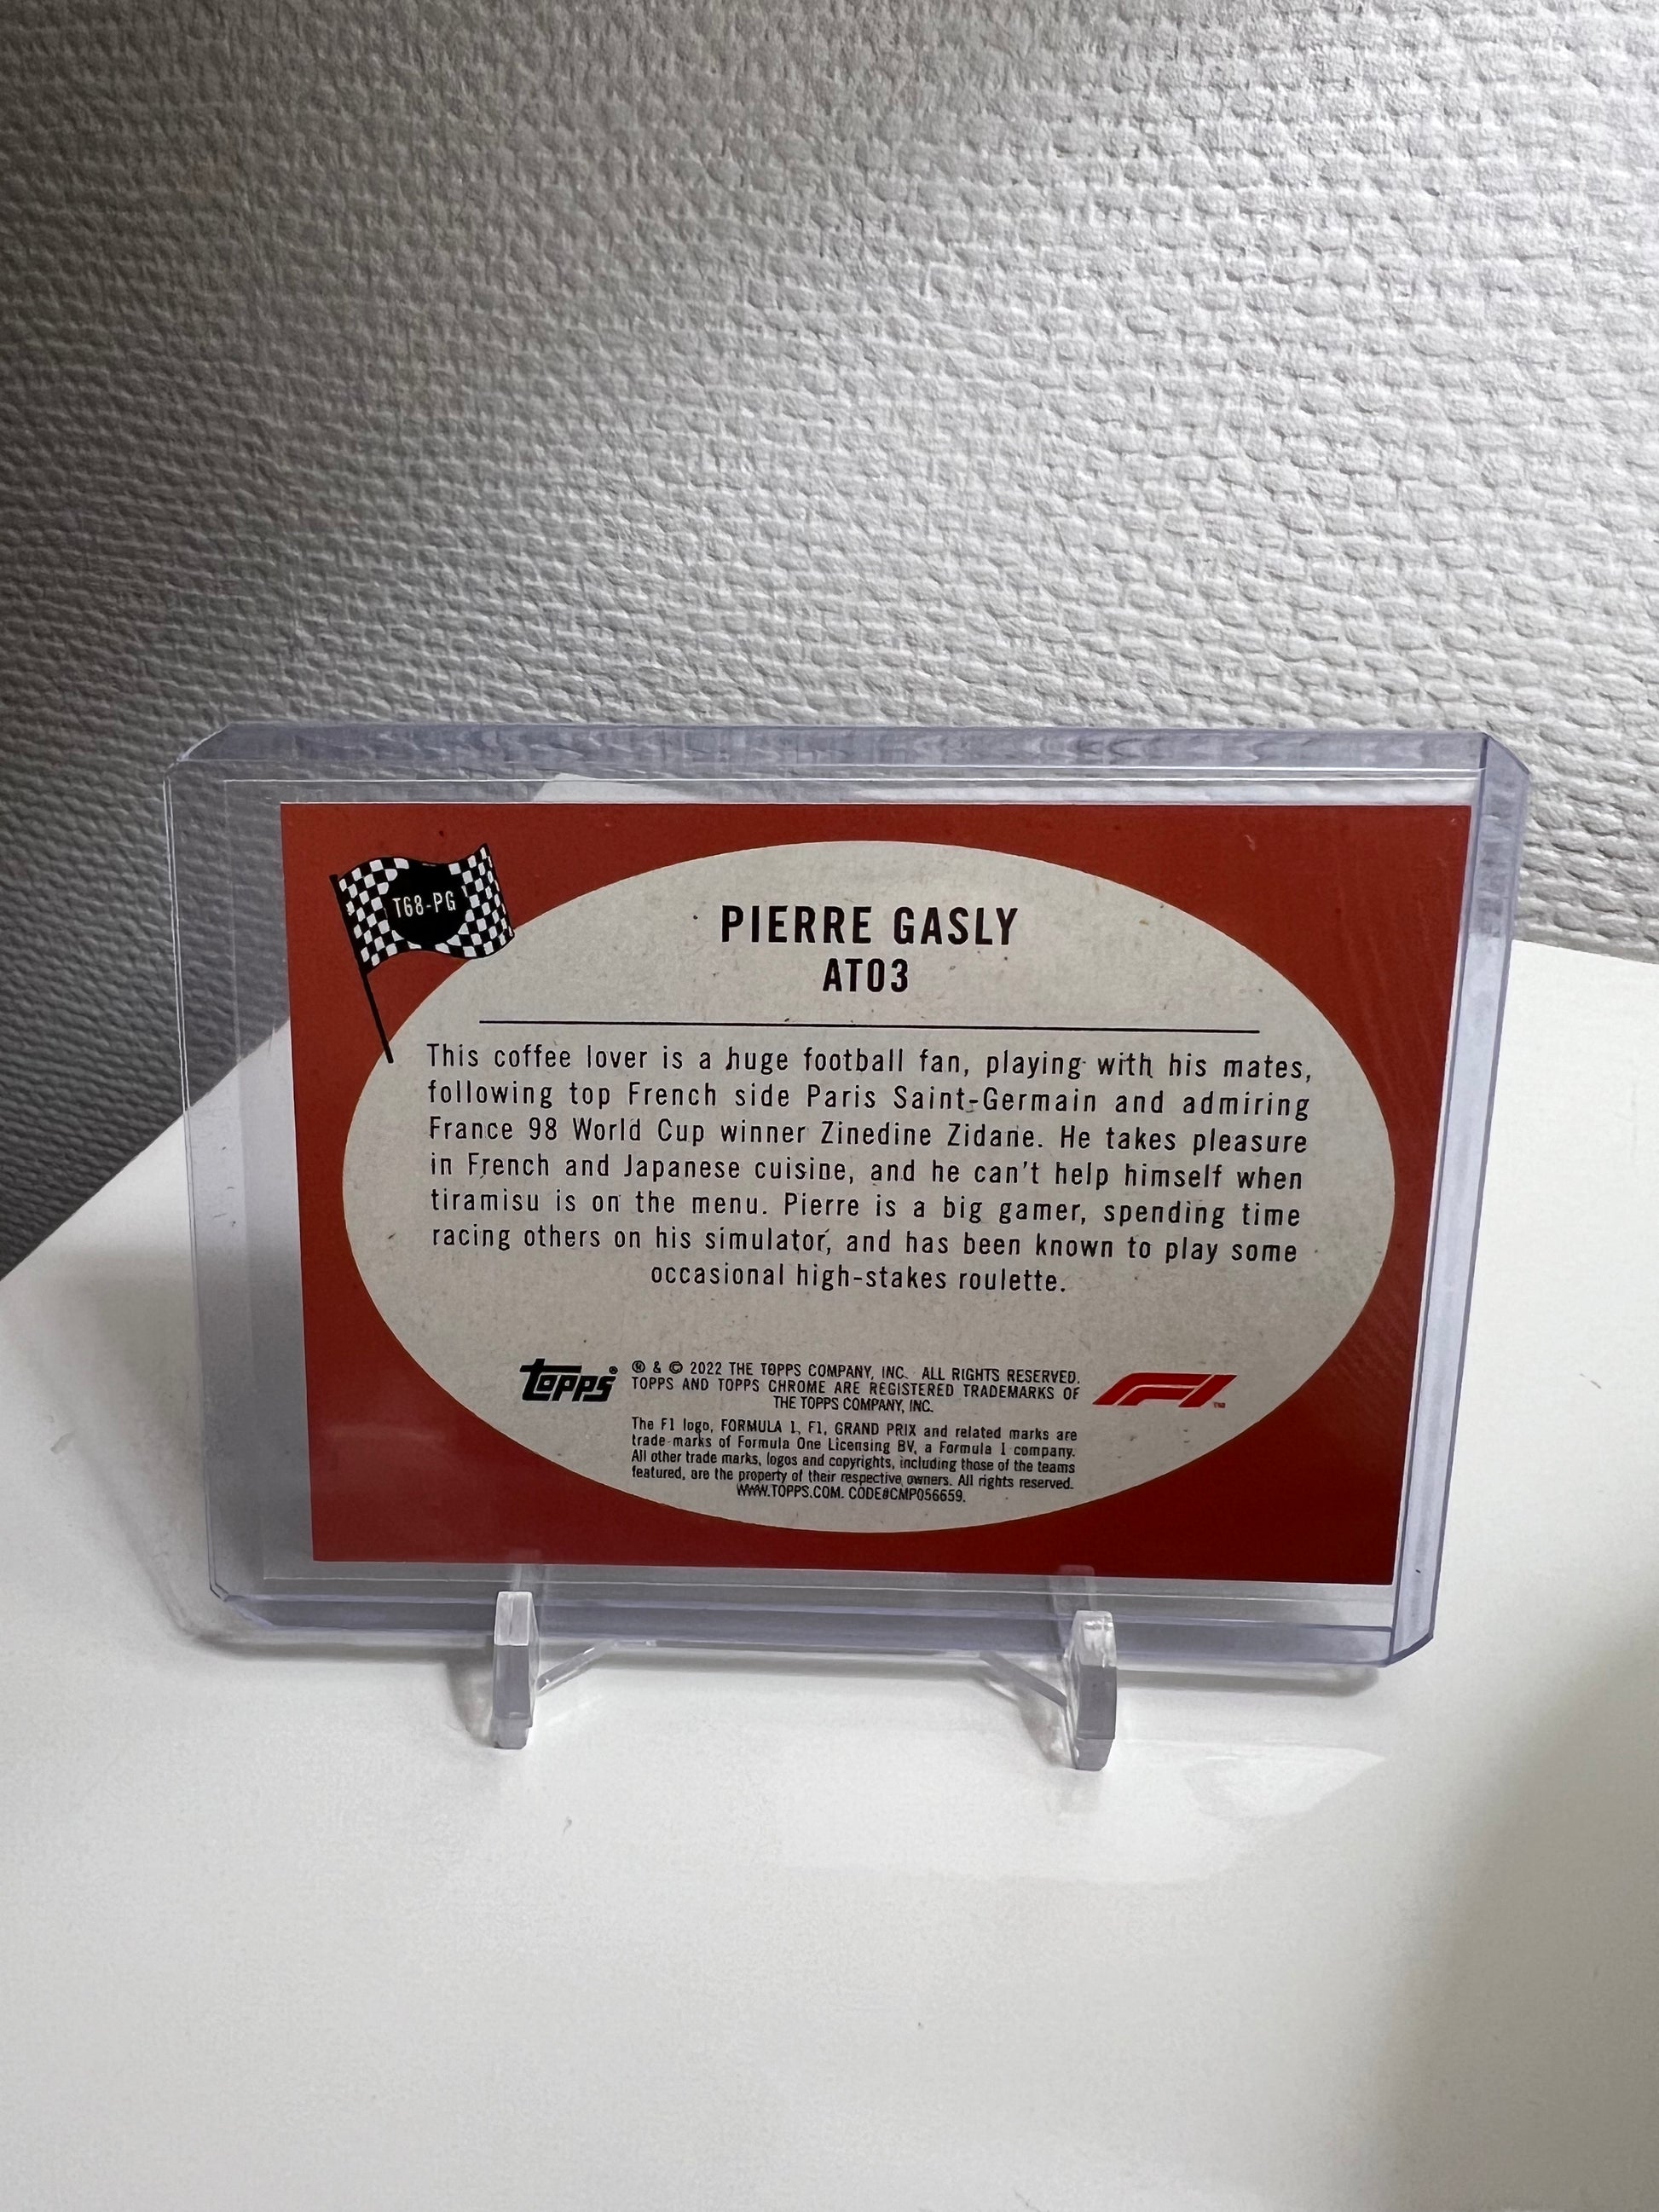 T68-PG
PIERRE GASLY
AT03
This coffee lover is a huge football fan, playing with his mates,
following top French side Paris Saint-Germain and admiring
France 98 World Cup winner Zinedine Zidane. He takes pleasure
in French and Japanese cuisine, and he can't help himself when
tiramisu is on the menu. Pierre is a big gamer, spending time
racing others on his simulator, and has been known to play some
occasional high-stakes roulette.
Topps®
® & © 2022 THE TOPPS COMPANY, INC. ALL RIGHTS RESERVED.
TOPPS AND TOPPS CHROME ARE REGISTERED TRADEMARKS OF
THE TOPPS COMPANY, INC.
F1™
The F1 logo, FORMULA 1, F1, GRAND PRIX and related marks are
trade marks of Formula One Licensing BV, a Formula 1 company.
All other trade marks, logos and copyrights, including those of the teams
featured, are the property of their respective owners. All rights reserved.
WWW.TOPPS.COM. CODE#CMP056659.